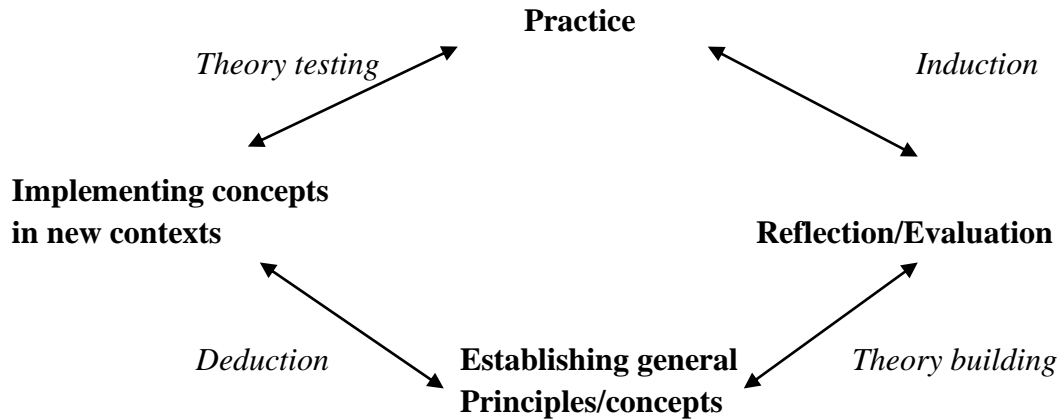 Practice
Theory testing
Induction
Implementing concepts
in new contexts
Reflection/Evaluation
Deduction
Establishing general
Principles/concepts
Theory building